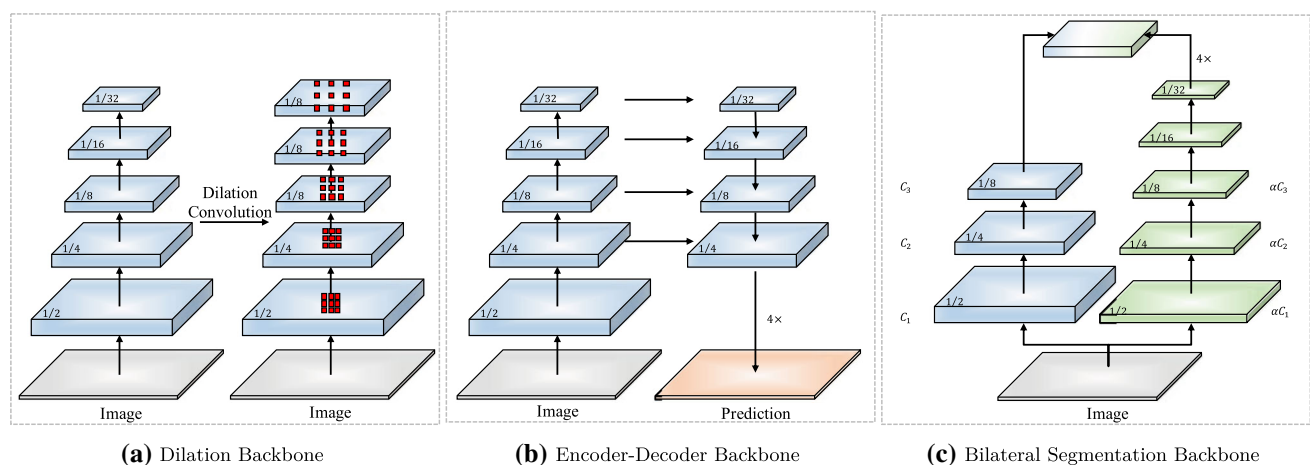 1/32
1/16
1/8
1/4
1/2
Image
Dilation
Convolution
1/8
1/8
1/8
1/4
1/2
Image
(a) Dilation Backbone
1/32
1/16
1/8
1/4
1/2
Image
1/32
1/16
1/8
1/4
4×
Prediction
(b) Encoder-Decoder Backbone
4×
C₃
1/8
C₂
1/4
C₁
1/2
1/32
1/16
1/8
αC₃
1/4
αC₂
1/2
αC₁
Image
(c) Bilateral Segmentation Backbone